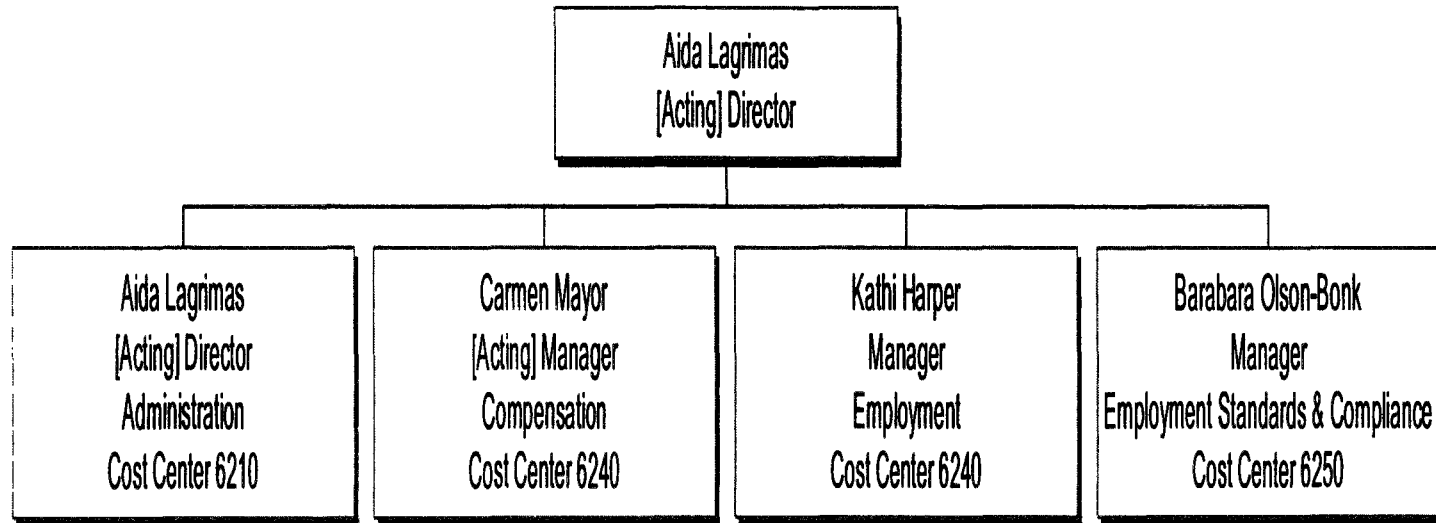 Aida Lagrimas
[Acting] Director
Aida Lagrimas
[Acting] Director
Administration
Cost Center 6210
Carmen Mayor
[Acting] Manager
Compensation
Cost Center 6240
Kathi Harper
Manager
Employment
Cost Center 6240
Barabara Olson-Bonk
Manager
Employment Standards & Compliance
Cost Center 6250